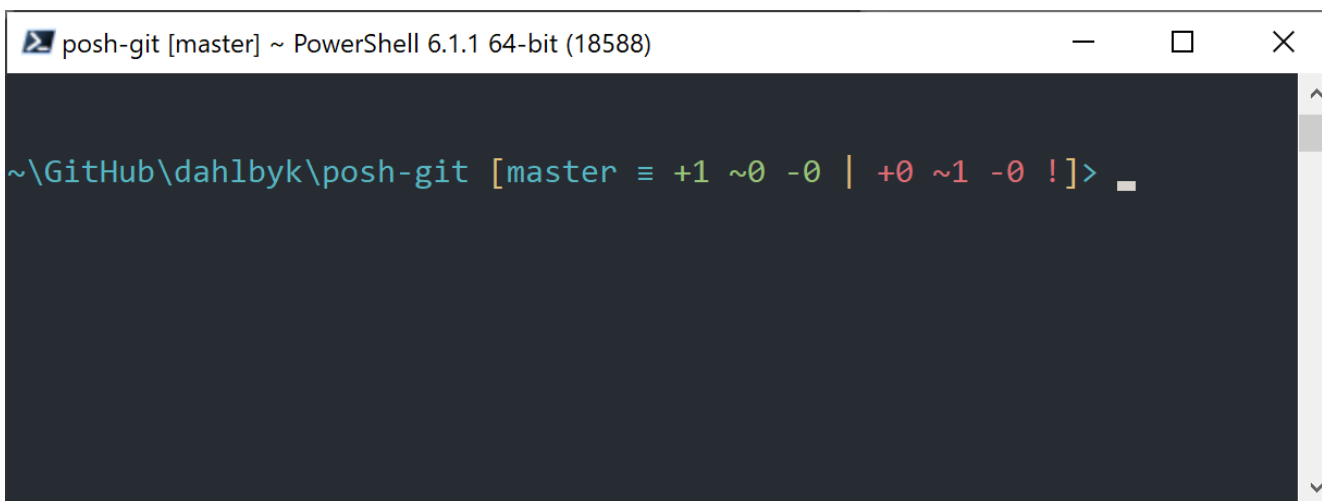 posh-git [master] ~ PowerShell 6.1.1 64-bit (18588)
~\GitHub\dahlbyk\posh-git [master ≡ +1 ~0 -0 | +0 ~1 -0 !]>